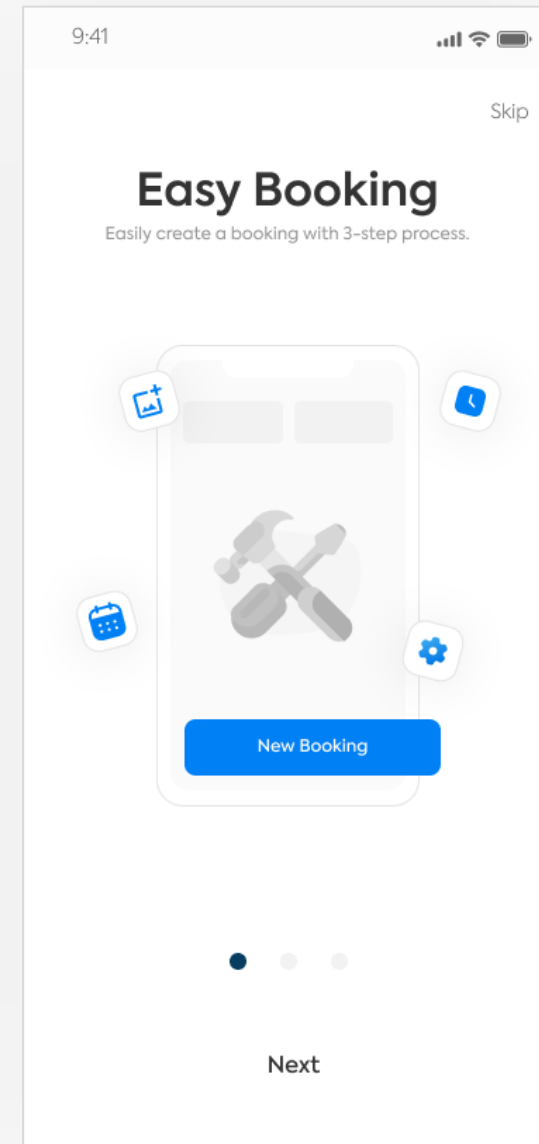 9:41
Skip
Easy Booking
Easily create a booking with 3-step process.
New Booking
Next